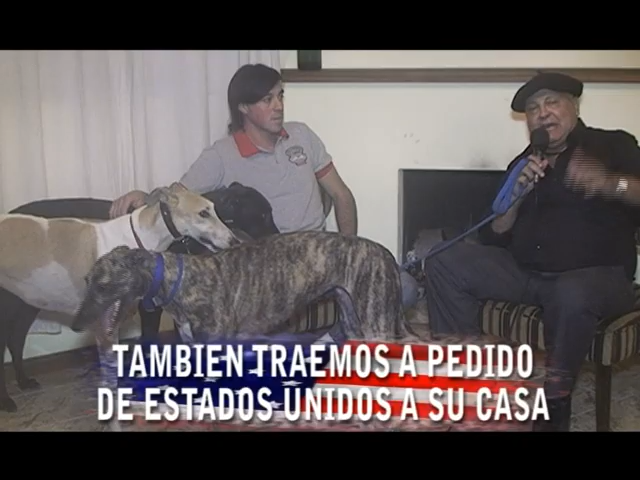 TAMBIEN TRAEMOS A PEDIDO
DE ESTADOS UNIDOS A SU CASA